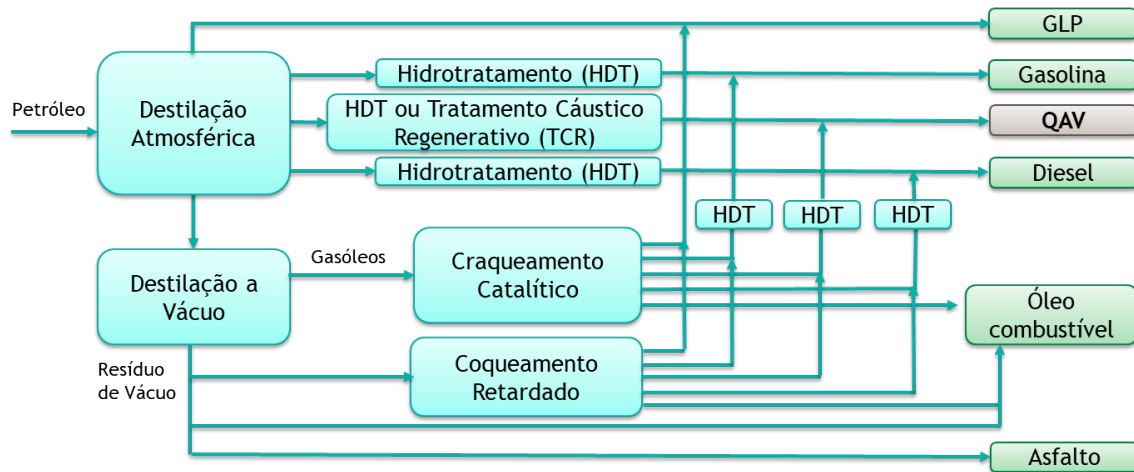 GLP
Hidrotratamento (HDT)
Gasolina
Petróleo
Destilação
Atmosférica
HDT ou Tratamento Cáustico
Regenerativo (TCR)
QAV
Hidrotratamento (HDT)
Diesel
HDT
HDT
HDT
Destilação a
Vácuo
Gasóleos
Craqueamento
Catalítico
Óleo
combustível
Resíduo
de Vácuo
Coqueamento
Retardado
Asfalto